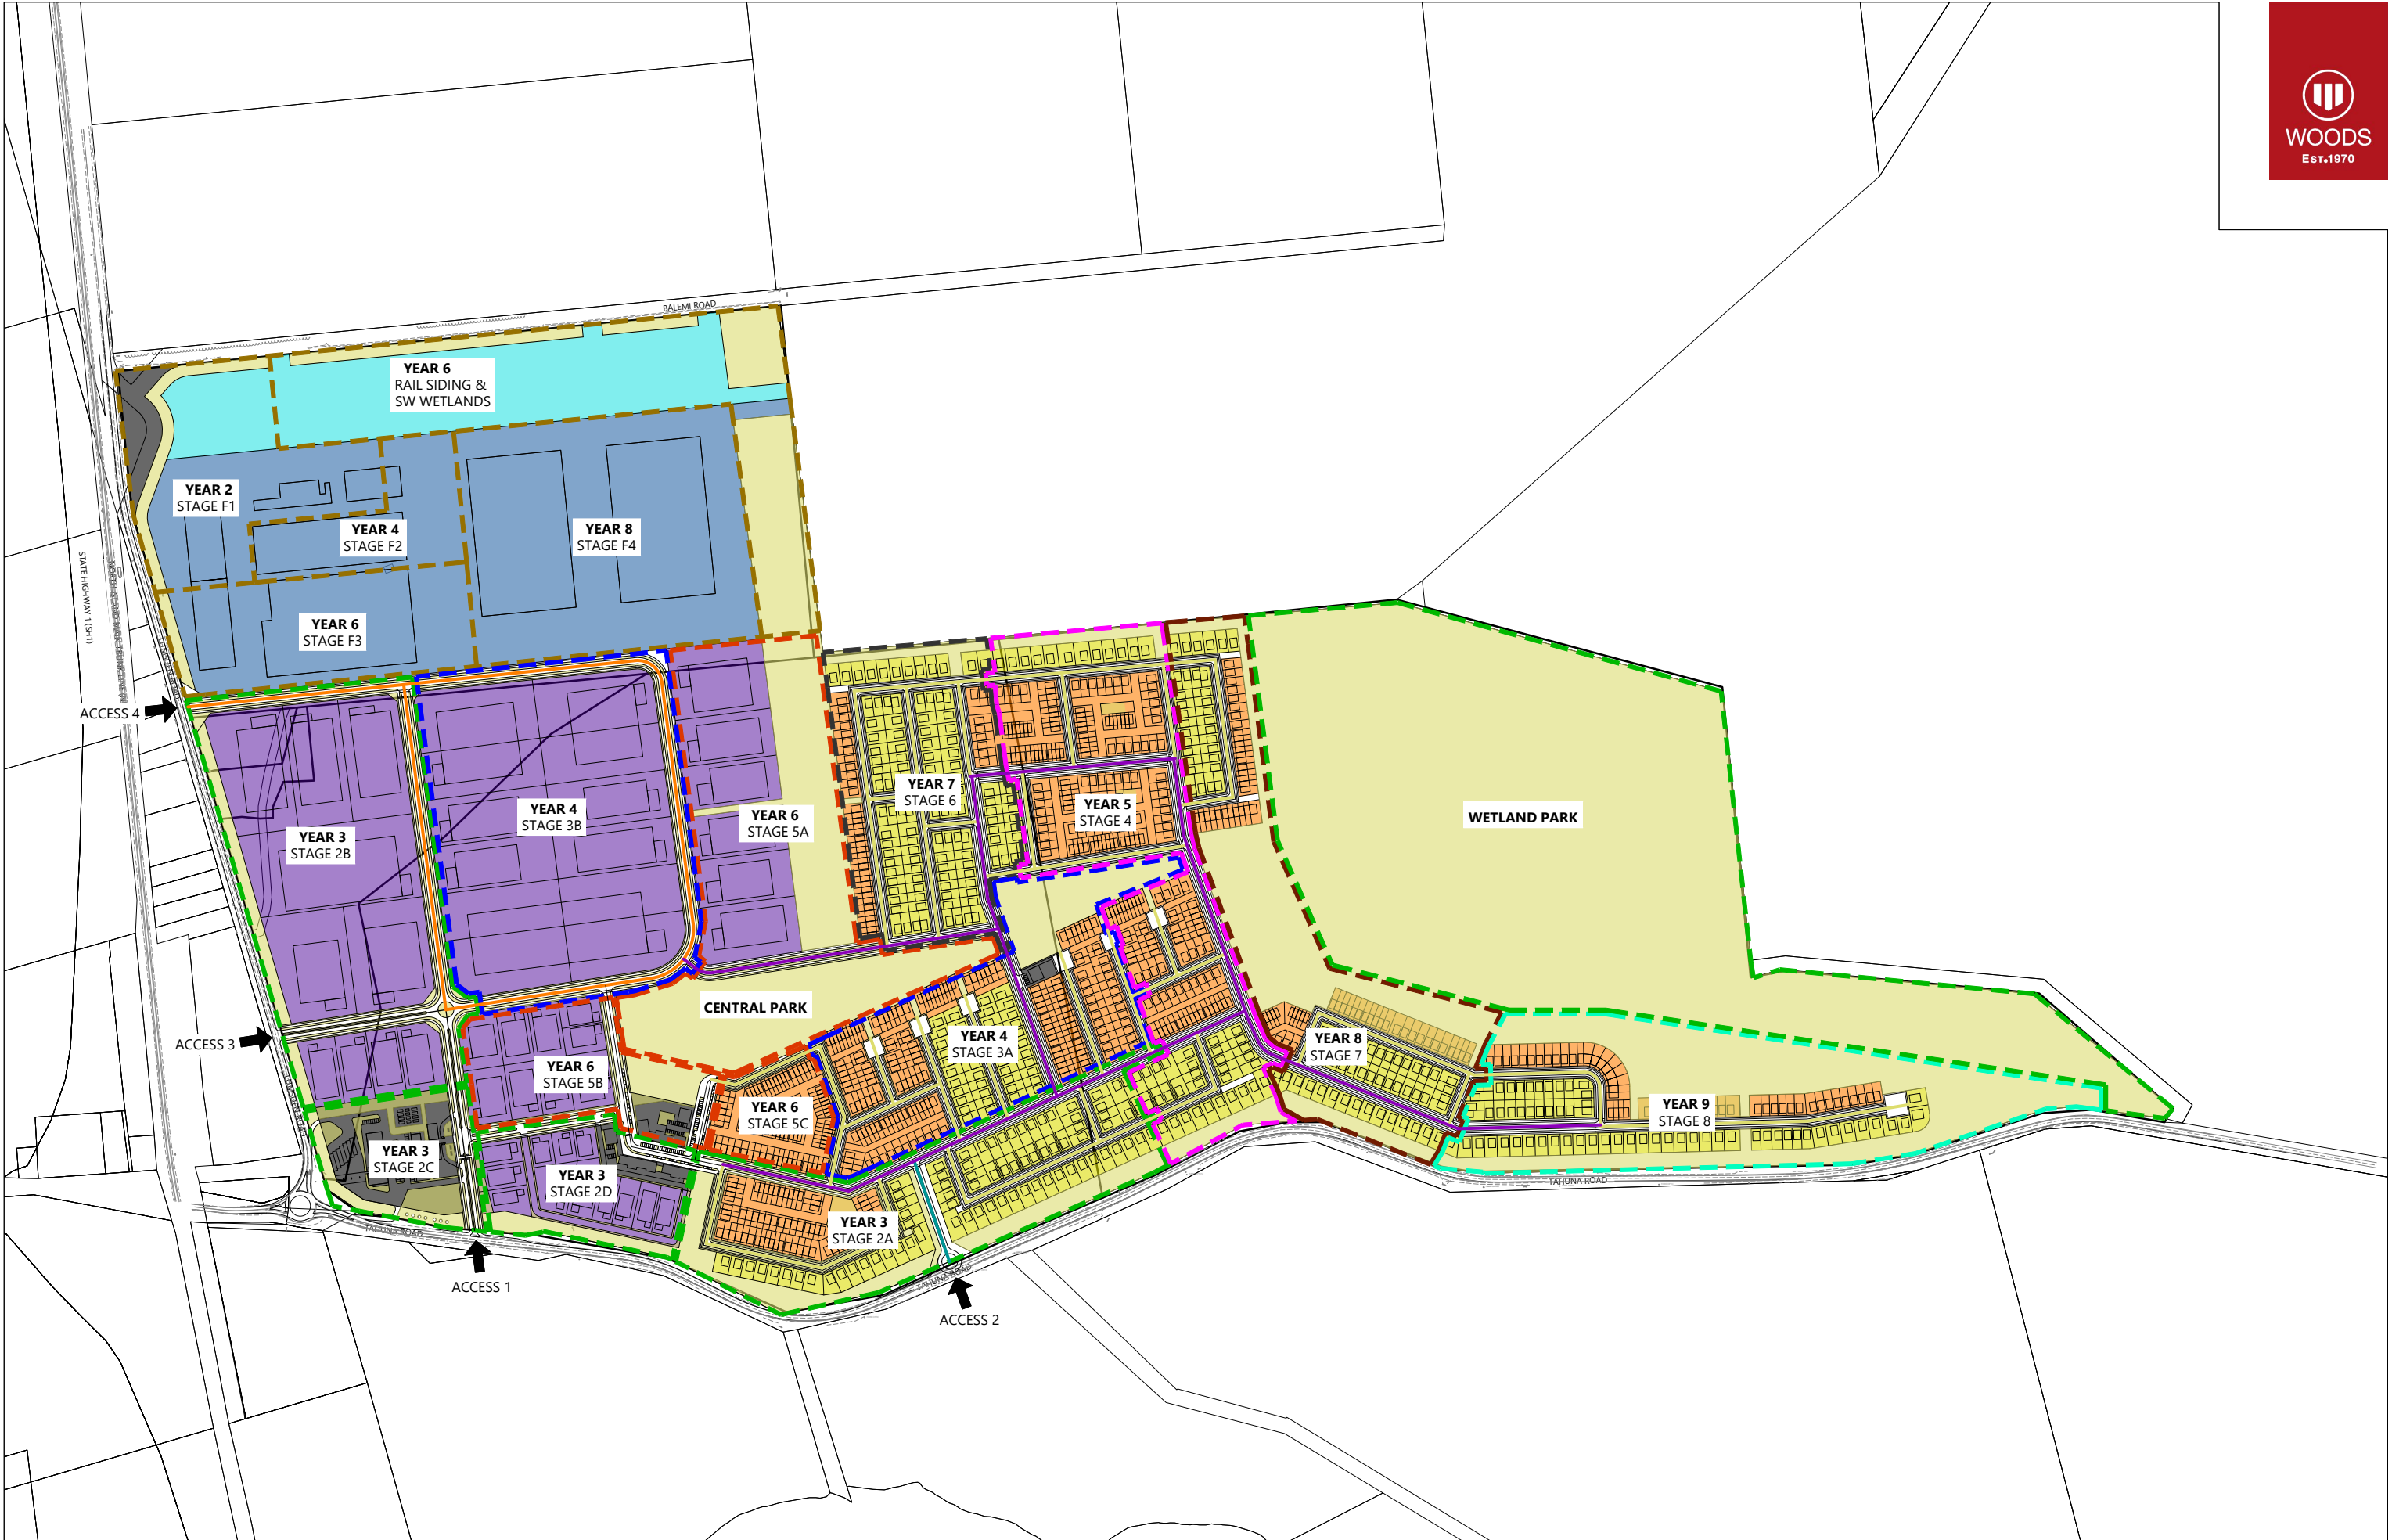 WOODS
EST.1970
BALEMI ROAD
YEAR 6
RAIL SIDING &
SW WETLANDS
YEAR 2
STAGE F1
YEAR 4
STAGE F2
YEAR 8
STAGE F4
YEAR 6
STAGE F3
STATE HIGHWAY 1 (SH1)
ACCESS 4
YEAR 3
STAGE 2B
YEAR 4
STAGE 3B
YEAR 6
STAGE 5A
YEAR 7
STAGE 6
YEAR 5
STAGE 4
WETLAND PARK
CENTRAL PARK
ACCESS 3
YEAR 6
STAGE 5B
YEAR 4
STAGE 3A
YEAR 8
STAGE 7
YEAR 6
STAGE 5C
YEAR 9
STAGE 8
YEAR 3
STAGE 2C
YEAR 3
STAGE 2D
YEAR 3
STAGE 2A
TAHUNA ROAD
TAHUNA ROAD
TAHUNA ROAD
ACCESS 1
ACCESS 2